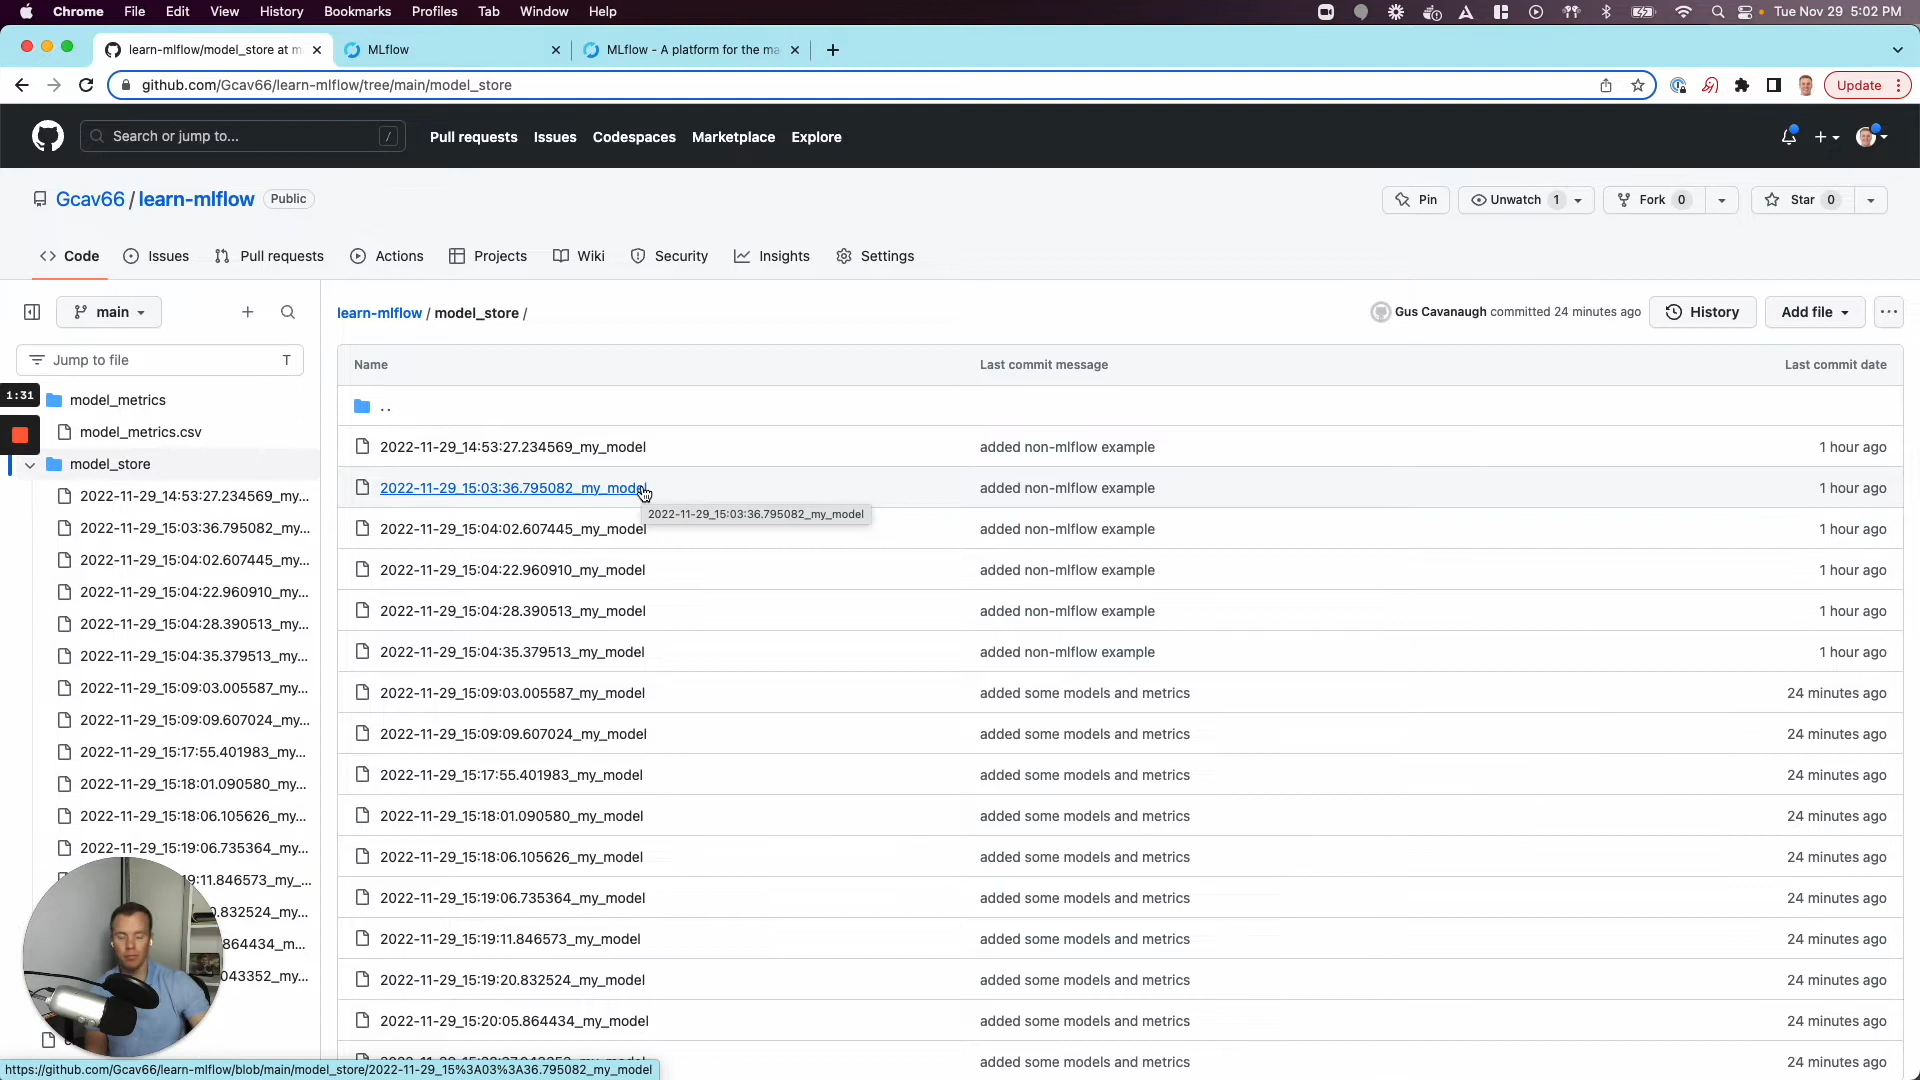 Chrome File Edit View History Bookmarks Profiles Tab Window Help Tue Nov 29 5:02 PM
learn-mlflow/model_store at m MLflow MLflow - A platform for the ma
github.com/Gcav66/learn-mlflow/tree/main/model_store Update
Search or jump to... / Pull requests Issues Codespaces Marketplace Explore
Gcav66 / learn-mlflow Public Pin Unwatch 1 Fork 0 Star 0
Code Issues Pull requests Actions Projects Wiki Security Insights Settings
main learn-mlflow / model_store / Gus Cavanaugh committed 24 minutes ago History Add file
Jump to file T
Name Last commit message Last commit date
1:31
model_metrics
model_metrics.csv
model_store
2022-11-29_14:53:27.234569_my...
2022-11-29_15:03:36.795082_my...
2022-11-29_15:04:02.607445_my...
2022-11-29_15:04:22.960910_my...
2022-11-29_15:04:28.390513_my...
2022-11-29_15:04:35.379513_my...
2022-11-29_15:09:03.005587_my...
2022-11-29_15:09:09.607024_my...
2022-11-29_15:17:55.401983_my...
2022-11-29_15:18:01.090580_my...
2022-11-29_15:18:06.105626_my...
2022-11-29_15:19:06.735364_my...
19:11.846573_my_...
0.832524_my...
864434_m...
043352_my...
..
2022-11-29_14:53:27.234569_my_model added non-mlflow example 1 hour ago
2022-11-29_15:03:36.795082_my_model added non-mlflow example 1 hour ago
2022-11-29_15:03:36.795082_my_model
2022-11-29_15:04:02.607445_my_model added non-mlflow example 1 hour ago
2022-11-29_15:04:22.960910_my_model added non-mlflow example 1 hour ago
2022-11-29_15:04:28.390513_my_model added non-mlflow example 1 hour ago
2022-11-29_15:04:35.379513_my_model added non-mlflow example 1 hour ago
2022-11-29_15:09:03.005587_my_model added some models and metrics 24 minutes ago
2022-11-29_15:09:09.607024_my_model added some models and metrics 24 minutes ago
2022-11-29_15:17:55.401983_my_model added some models and metrics 24 minutes ago
2022-11-29_15:18:01.090580_my_model added some models and metrics 24 minutes ago
2022-11-29_15:18:06.105626_my_model added some models and metrics 24 minutes ago
2022-11-29_15:19:06.735364_my_model added some models and metrics 24 minutes ago
2022-11-29_15:19:11.846573_my_model added some models and metrics 24 minutes ago
2022-11-29_15:19:20.832524_my_model added some models and metrics 24 minutes ago
2022-11-29_15:20:05.864434_my_model added some models and metrics 24 minutes ago
added some models and metrics 24 minutes ago
https://github.com/Gcav66/learn-mlflow/blob/main/model_store/2022-11-29_15%3A03%3A36.795082_my_model